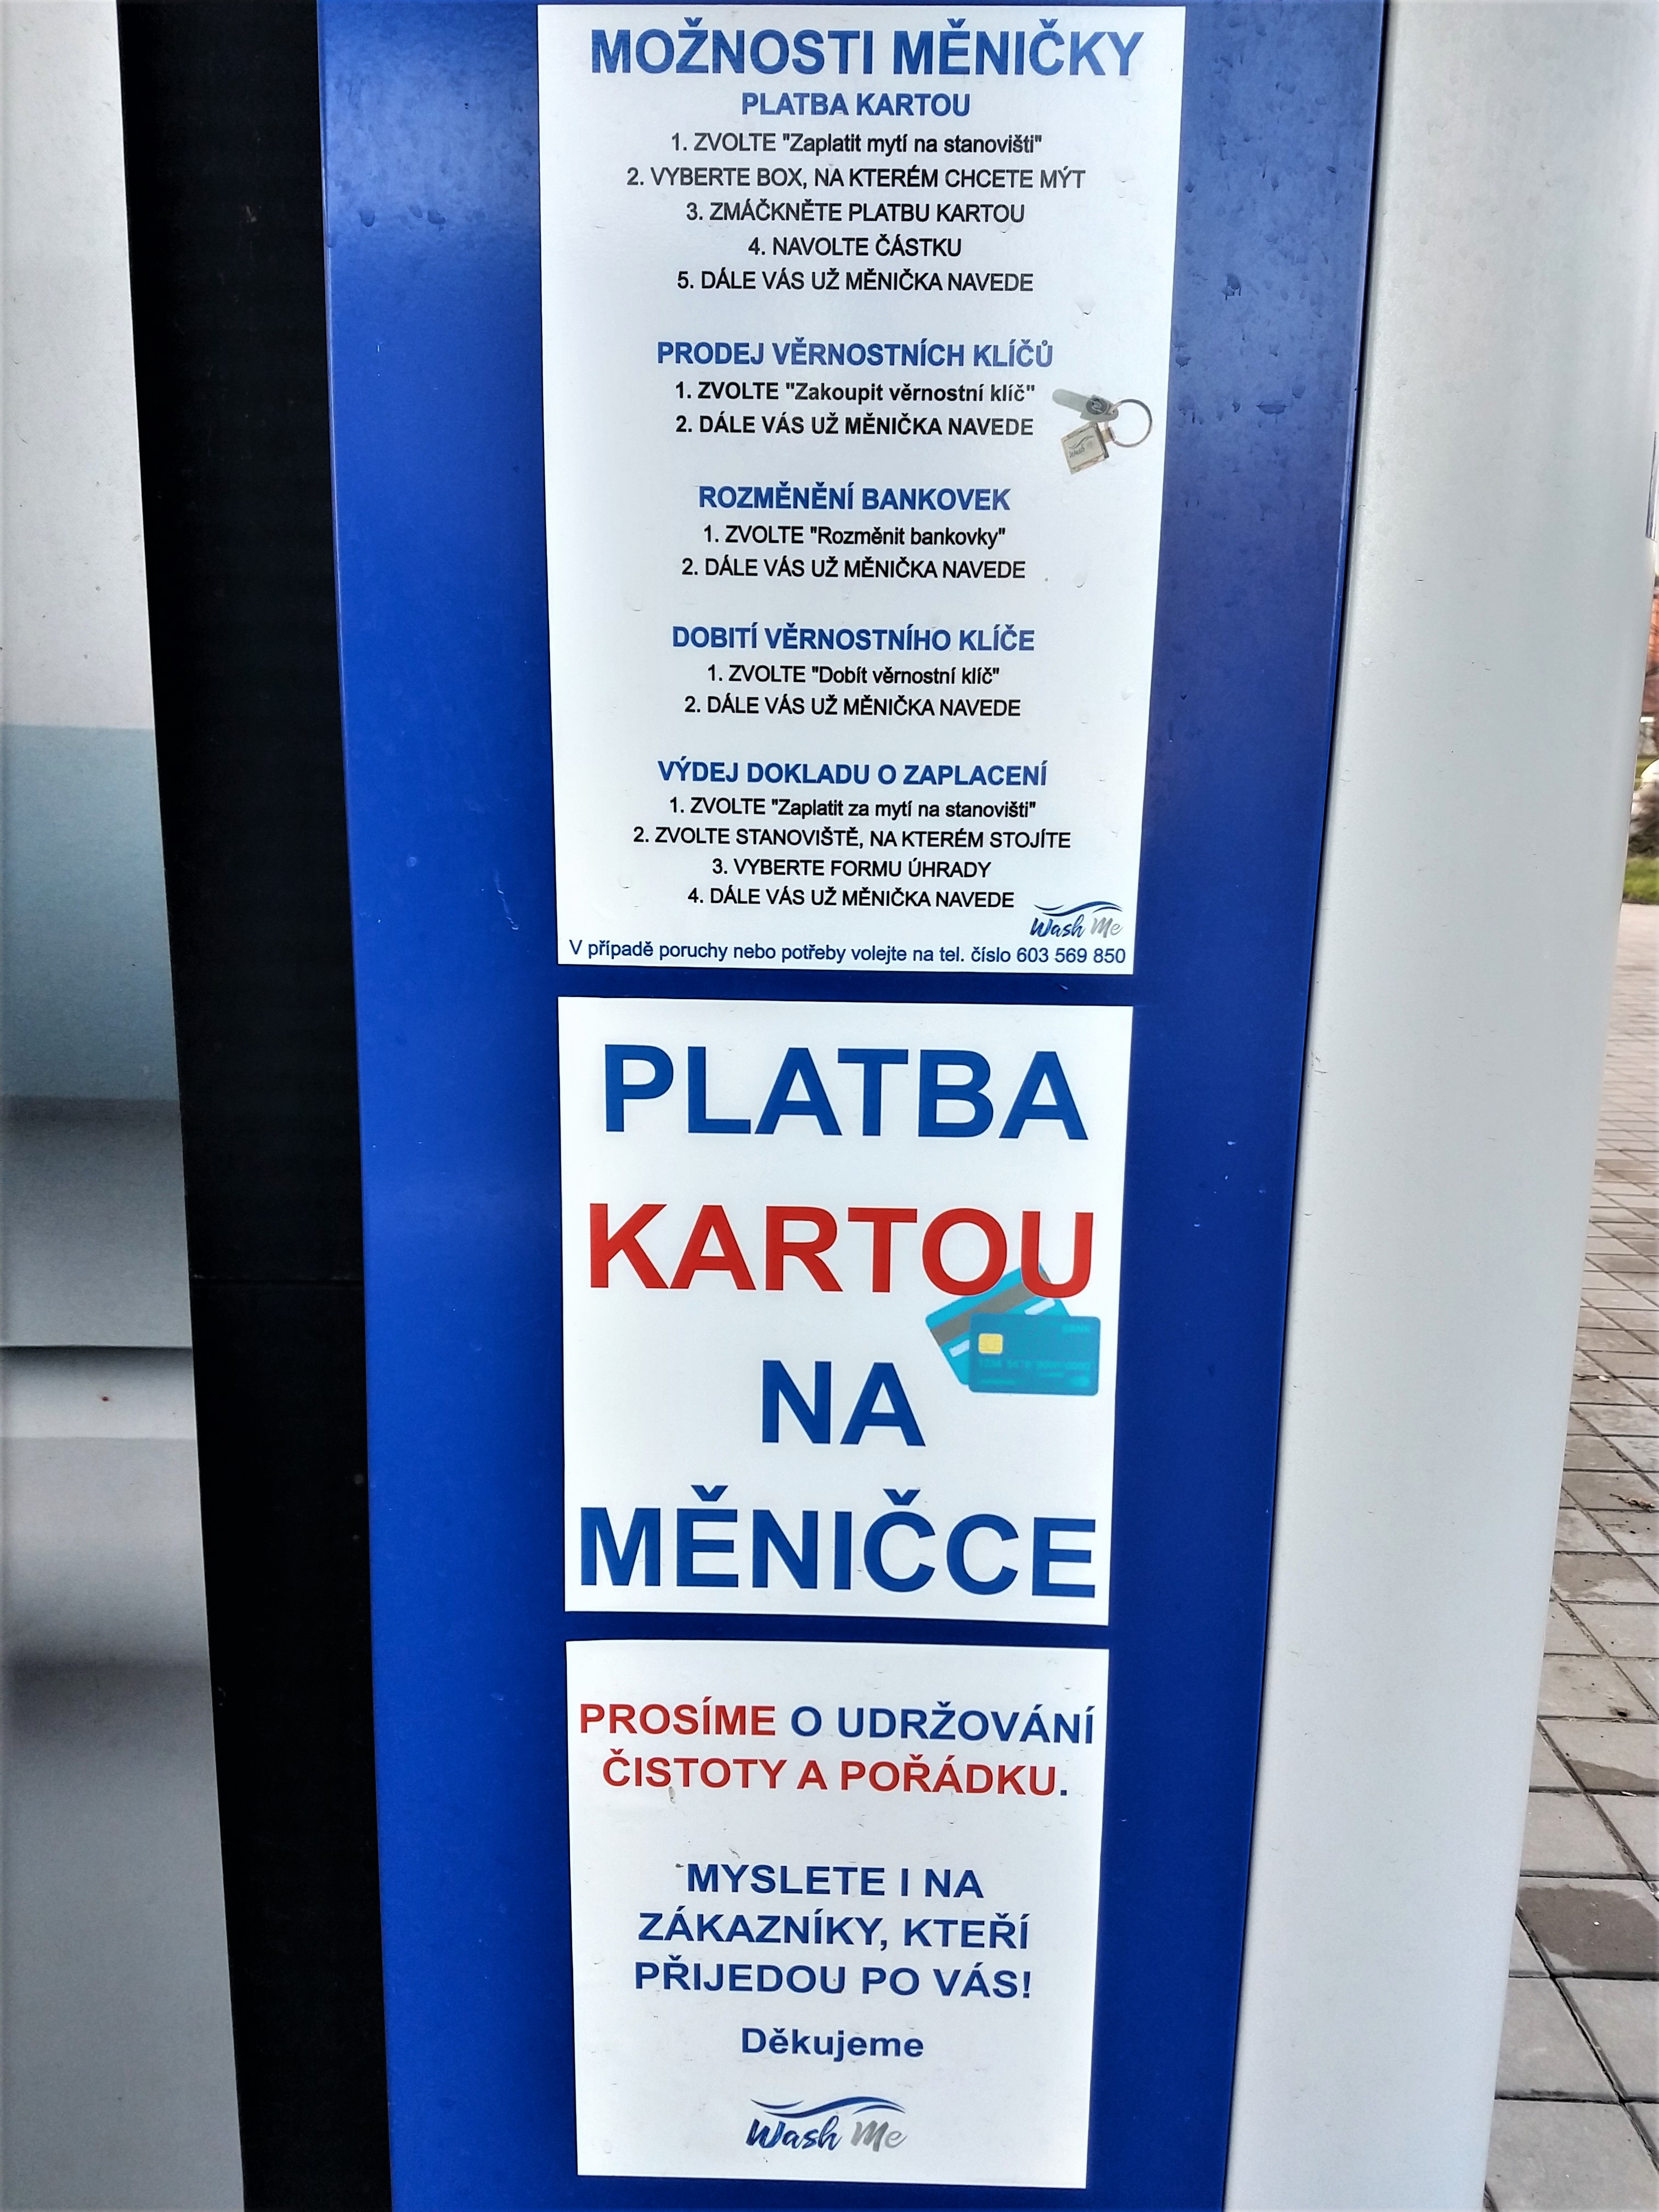 MOŽNOSTI MĚNIČKY
PLATBA KARTOU
1. ZVOLTE "Zaplatit mytí na stanovišti"
2. VYBERTE BOX, NA KTERÉM CHCETE MÝT
3. ZMÁČKNĚTE PLATBU KARTOU
4. NAVOLTE ČÁSTKU
5. DÁLE VÁS UŽ MĚNIČKA NAVEDE
PRODEJ VĚRNOSTNÍCH KLÍČŮ
1. ZVOLTE "Zakoupit věrnostní klíč"
2. DÁLE VÁS UŽ MĚNIČKA NAVEDE
ROZMĚNĚNÍ BANKOVEK
1. ZVOLTE "Rozměnit bankovky"
2. DÁLE VÁS UŽ MĚNIČKA NAVEDE
DOBITÍ VĚRNOSTNÍHO KLÍČE
1. ZVOLTE "Dobít věrnostní klíč"
2. DÁLE VÁS UŽ MĚNIČKA NAVEDE
VÝDEJ DOKLADU O ZAPLACENÍ
1. ZVOLTE "Zaplatit za mytí na stanovišti"
2. ZVOLTE STANOVIŠTĚ, NA KTERÉM STOJÍTE
3. VYBERTE FORMU ÚHRADY
4. DÁLE VÁS UŽ MĚNIČKA NAVEDE
Wash Me
V případě poruchy nebo potřeby volejte na tel. číslo 603 569 850
PLATBA
KARTOU
BANK
NA
MĚNIČCE
PROSÍME O UDRŽOVÁNÍ
ČISTOTY A POŘÁDKU.
MYSLETE I NA
ZÁKAZNÍKY, KTEŘÍ
PŘIJEDOU PO VÁS!
Děkujeme
Wash Me